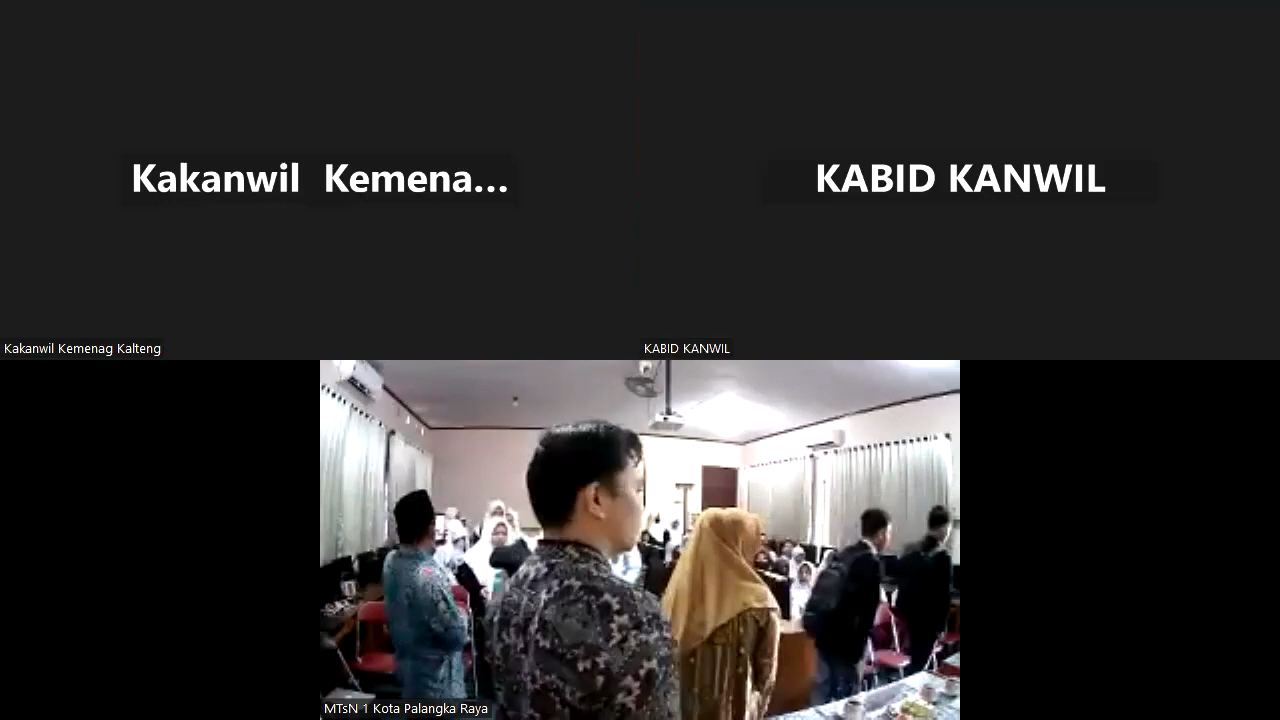 Kakanwil  Kemena...
KABID KANWIL
Kakanwil Kemenag Kalteng
KABID KANWIL
MTsN 1 Kota Palangka Raya